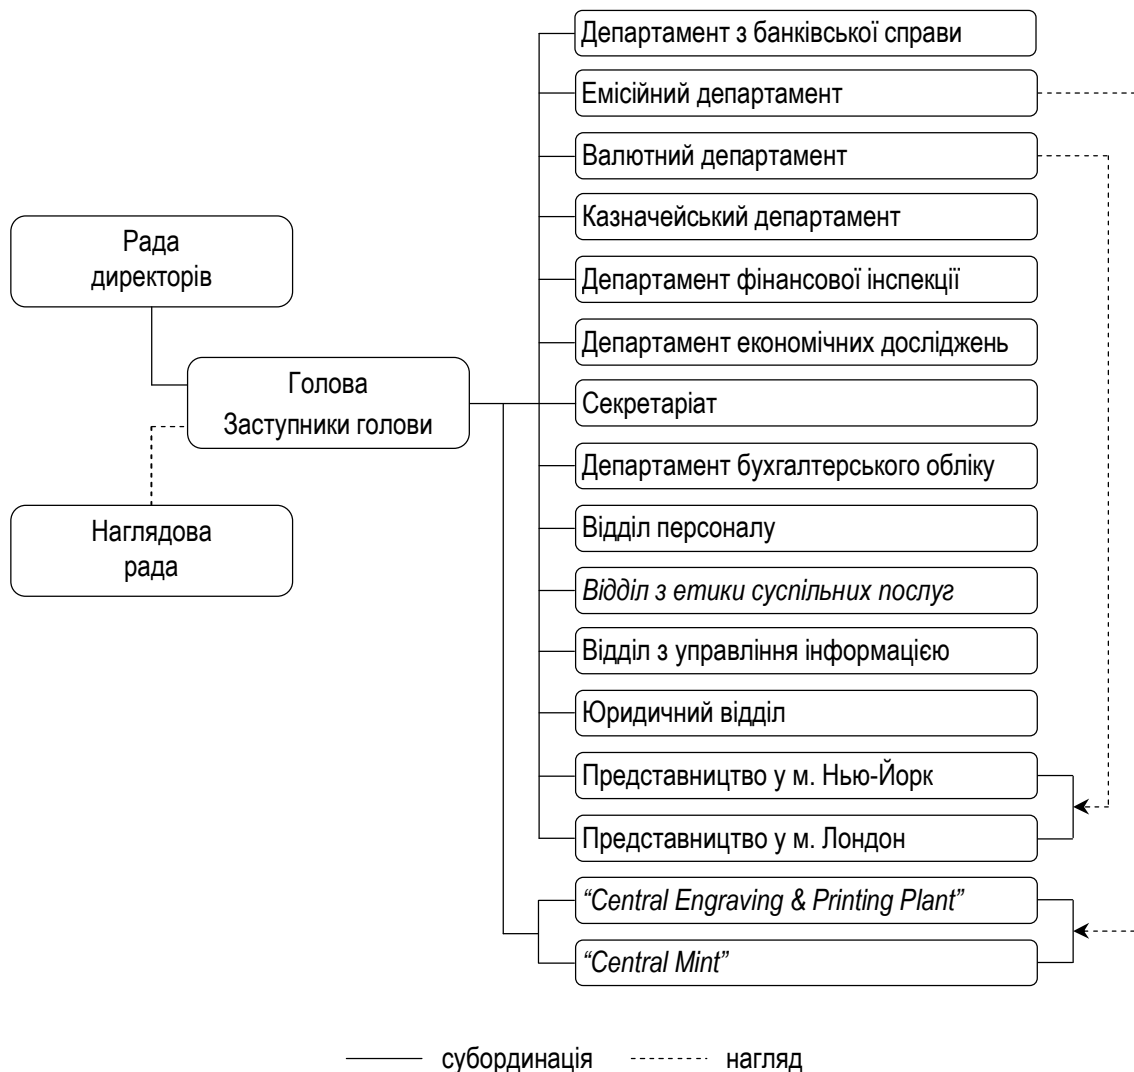 Департамент з банківської справи
Емісійний департамент
Валютний департамент
Казначейський департамент
Департамент фінансової інспекції
Департамент економічних досліджень
Секретаріат
Департамент бухгалтерського обліку
Відділ персоналу
Відділ з етики суспільних послуг
Відділ з управління інформацією
Юридичний відділ
Представництво у м. Нью-Йорк
Представництво у м. Лондон
“Central Engraving & Printing Plant”
“Central Mint”
Рада
директорів
Голова
Заступники голови
Наглядова
рада
субординація
нагляд